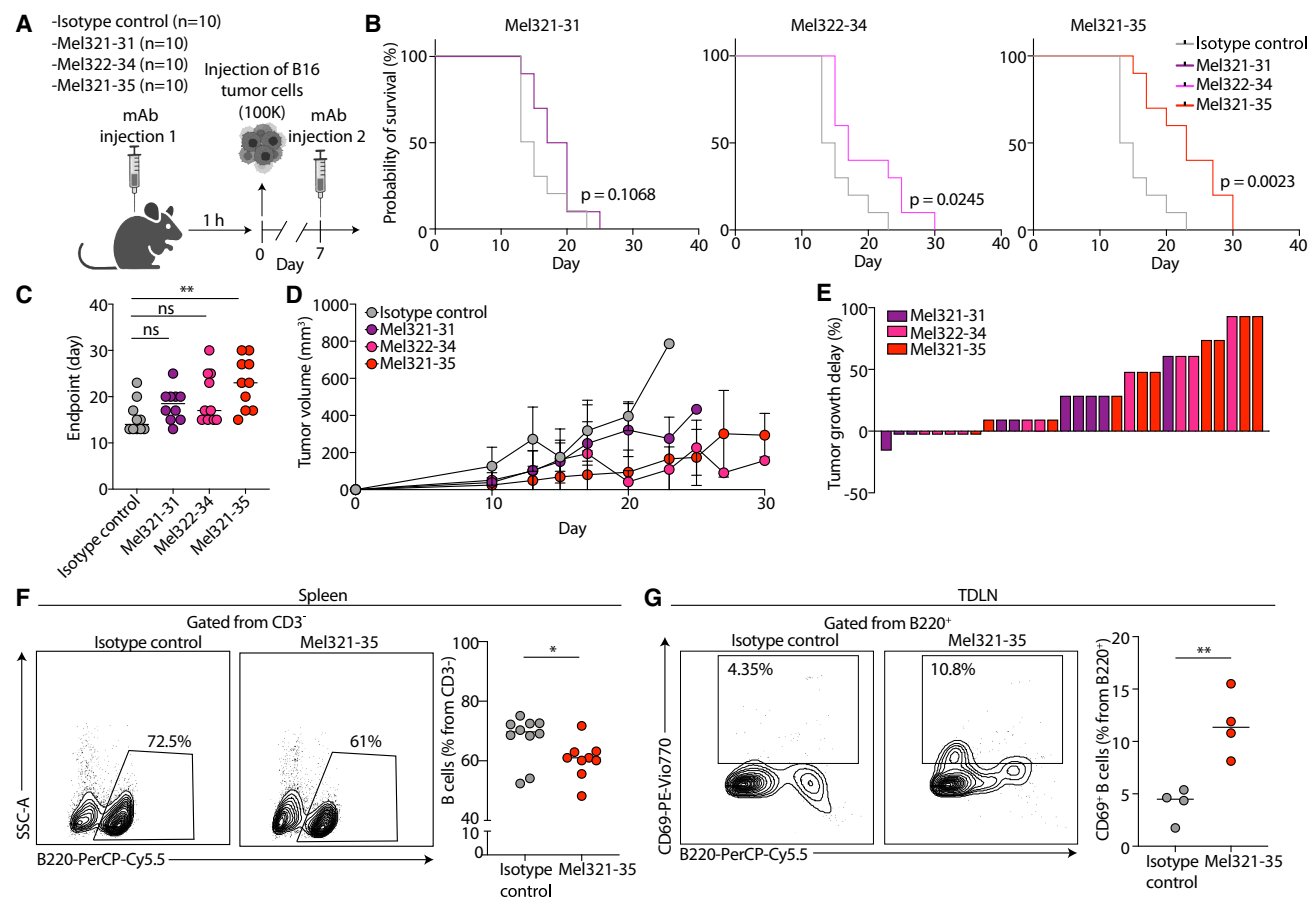 A
-Isotype control (n=10)
-Mel321-31 (n=10)
-Mel322-34 (n=10)
-Mel321-35 (n=10)
Injection of B16
tumor cells
(100K)
mAb
injection 1
mAb
injection 2
1 h
0
7
Day
B
Mel321-31
Mel322-34
Mel321-35
Probability of survival (%)
100
50
0
10
20
30
40
Day
p = 0.1068
100
50
0
10
20
30
40
Day
p = 0.0245
100
50
0
10
20
30
40
Day
p = 0.0023
Isotype control
Mel321-31
Mel322-34
Mel321-35
C
Endpoint (day)
40
30
20
10
0
**
ns
ns
Isotype control
Mel321-31
Mel322-34
Mel321-35
D
Tumor volume (mm³)
1000
800
600
400
200
0
Isotype control
Mel321-31
Mel322-34
Mel321-35
0
10
20
30
Day
E
Tumor growth delay (%)
100
50
0
-50
Mel321-31
Mel322-34
Mel321-35
F
Spleen
Gated from CD3⁻
Isotype control
Mel321-35
72.5%
61%
SSC-A
B220-PerCP-Cy5.5
B cells (% from CD3-)
100
80
60
40
10
0
*
Isotype
control
Mel321-35
G
TDLN
Gated from B220⁺
Isotype control
Mel321-35
4.35%
10.8%
CD69-PE-Vio770
B220-PerCP-Cy5.5
CD69⁺ B cells (% from B220⁺)
20
15
10
5
0
**
Isotype
control
Mel321-35